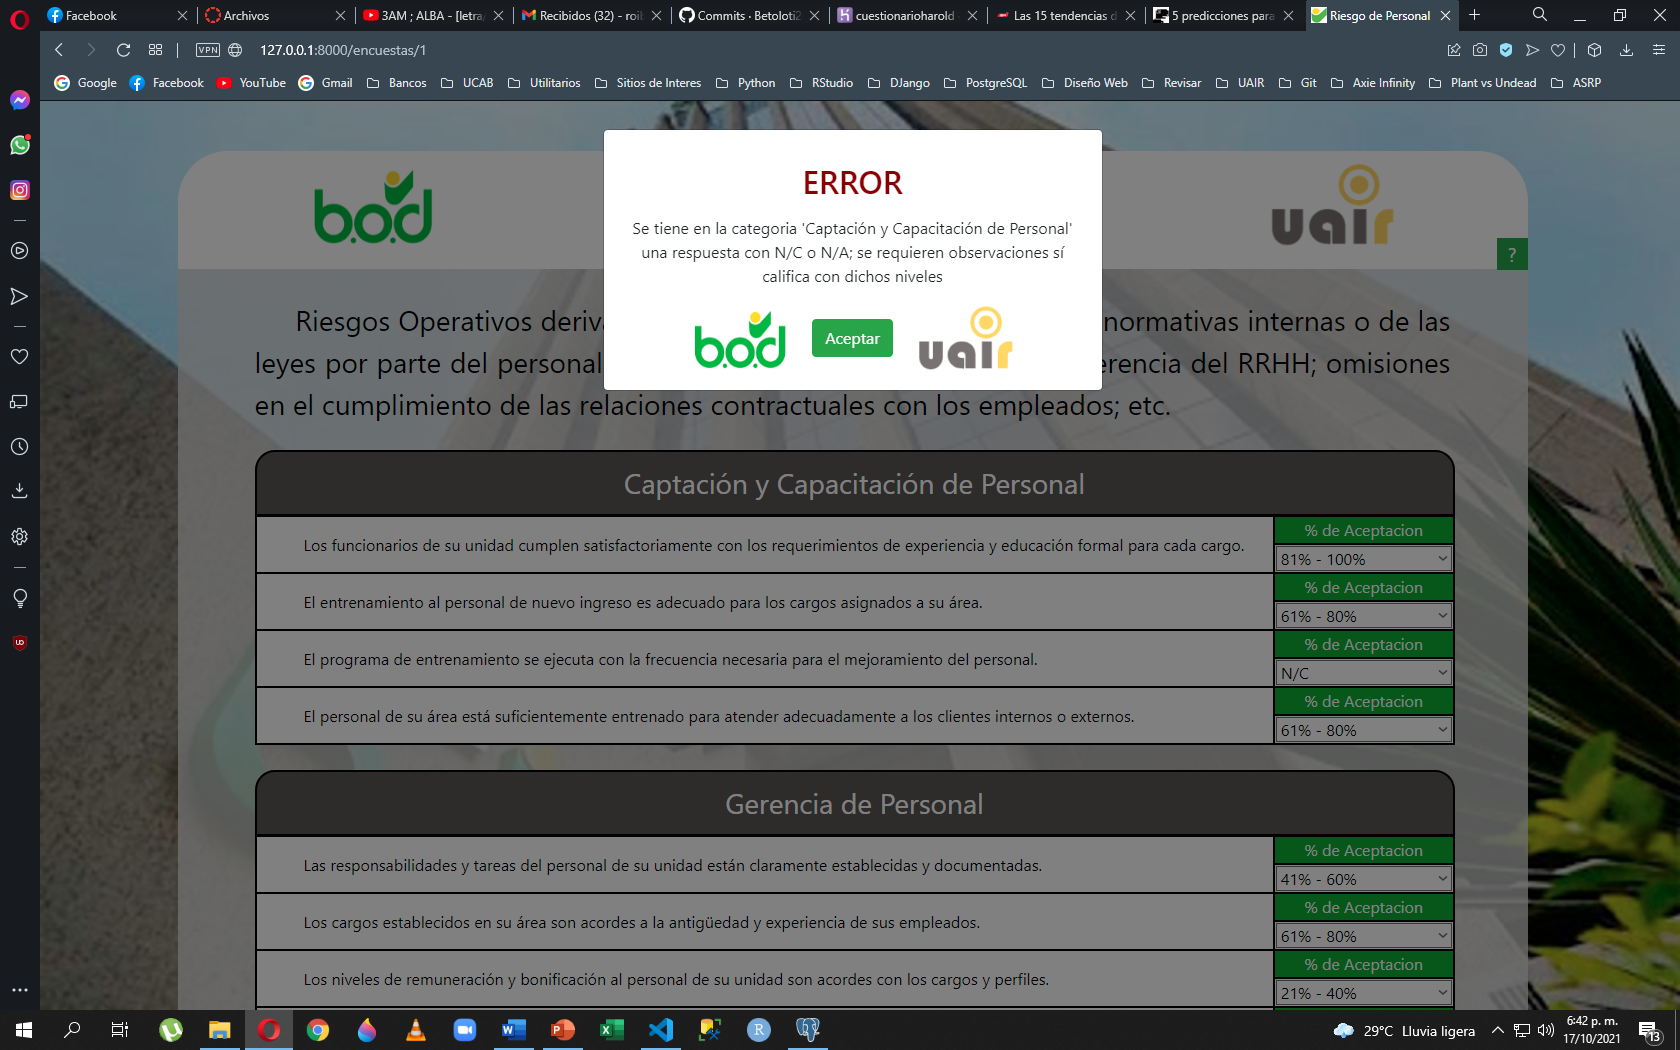 Facebook
Archivos
3AM ; ALBA - [letra/
Recibidos (32) - roil
Commits · Betoloti2
cuestionarioharold
Las 15 tendencias d
5 predicciones para
Riesgo de Personal
VPN
127.0.0.1:8000/encuestas/1
Google
Facebook
YouTube
Gmail
Bancos
UCAB
Utilitarios
Sitios de Interes
Python
RStudio
DJango
PostgreSQL
Diseño Web
Revisar
UAIR
Git
Axie Infinity
Plant vs Undead
ASRP
b.o.d
uair
?
ERROR
Se tiene en la categoria 'Captación y Capacitación de Personal'
una respuesta con N/C o N/A; se requieren observaciones sí
califica con dichos niveles
b.o.d
Aceptar
uair
Riesgos Operativos deriv normativas internas o de las
leyes por parte del personal erencia del RRHH; omisiones
en el cumplimiento de las relaciones contractuales con los empleados; etc.
Captación y Capacitación de Personal
Los funcionarios de su unidad cumplen satisfactoriamente con los requerimientos de experiencia y educación formal para cada cargo.
% de Aceptacion
81% - 100%
El entrenamiento al personal de nuevo ingreso es adecuado para los cargos asignados a su área.
% de Aceptacion
61% - 80%
El programa de entrenamiento se ejecuta con la frecuencia necesaria para el mejoramiento del personal.
% de Aceptacion
N/C
El personal de su área está suficientemente entrenado para atender adecuadamente a los clientes internos o externos.
% de Aceptacion
61% - 80%
Gerencia de Personal
Las responsabilidades y tareas del personal de su unidad están claramente establecidas y documentadas.
% de Aceptacion
41% - 60%
Los cargos establecidos en su área son acordes a la antigüedad y experiencia de sus empleados.
% de Aceptacion
61% - 80%
Los niveles de remuneración y bonificación al personal de su unidad son acordes con los cargos y perfiles.
% de Aceptacion
21% - 40%
29°C Lluvia ligera
6:42 p. m.
17/10/2021
13